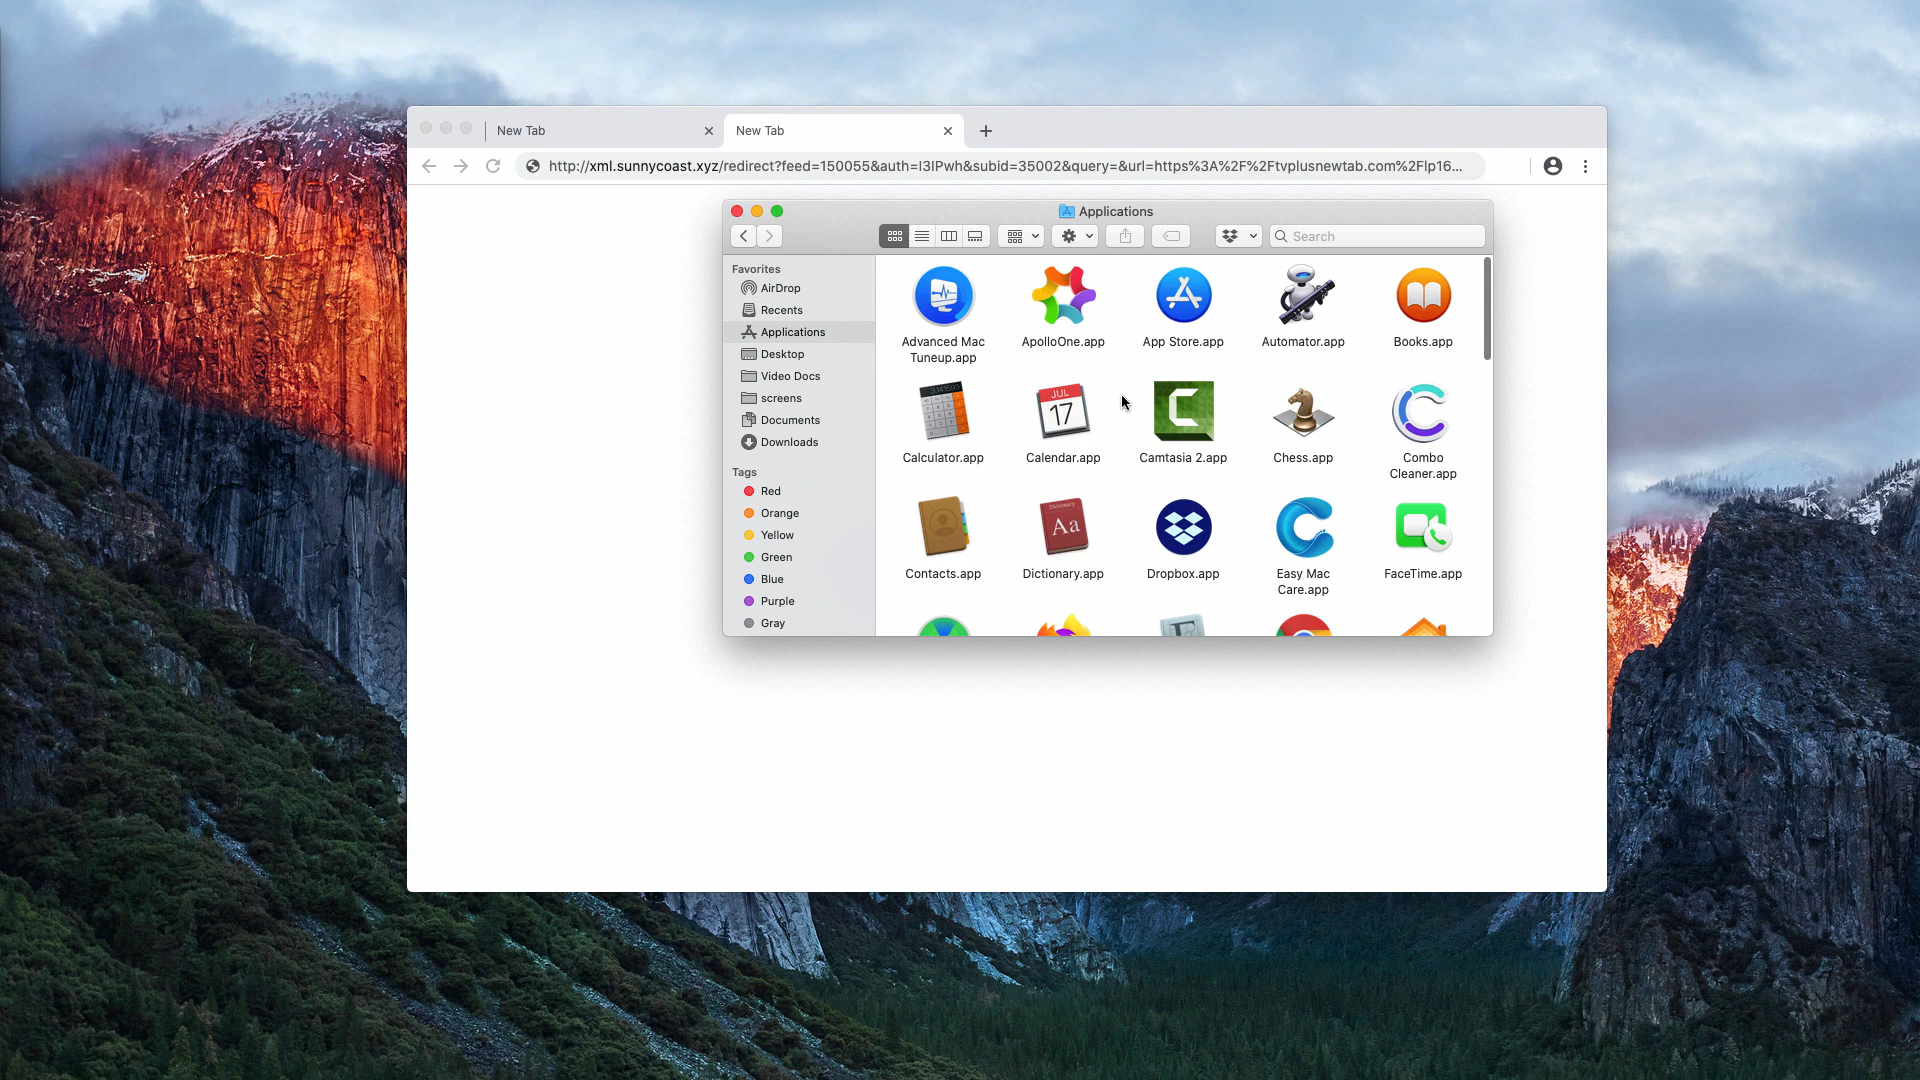 New Tab
New Tab
http://xml.sunnycoast.xyz/redirect?feed=150055&auth=l3lPwh&subid=35002&query=&url=https%3A%2F%2Ftvplusnewtab.com%2Flp16...
Applications
Search
Favorites
AirDrop
Recents
Applications
Desktop
Video Docs
screens
Documents
Downloads
Tags
Red
Orange
Yellow
Green
Blue
Purple
Gray
Advanced Mac
Tuneup.app
ApolloOne.app
App Store.app
Automator.app
Books.app
JUL
17
Calculator.app
Calendar.app
Camtasia 2.app
Chess.app
Combo
Cleaner.app
Dictionary
Aa
Contacts.app
Dictionary.app
Dropbox.app
Easy Mac
Care.app
FaceTime.app